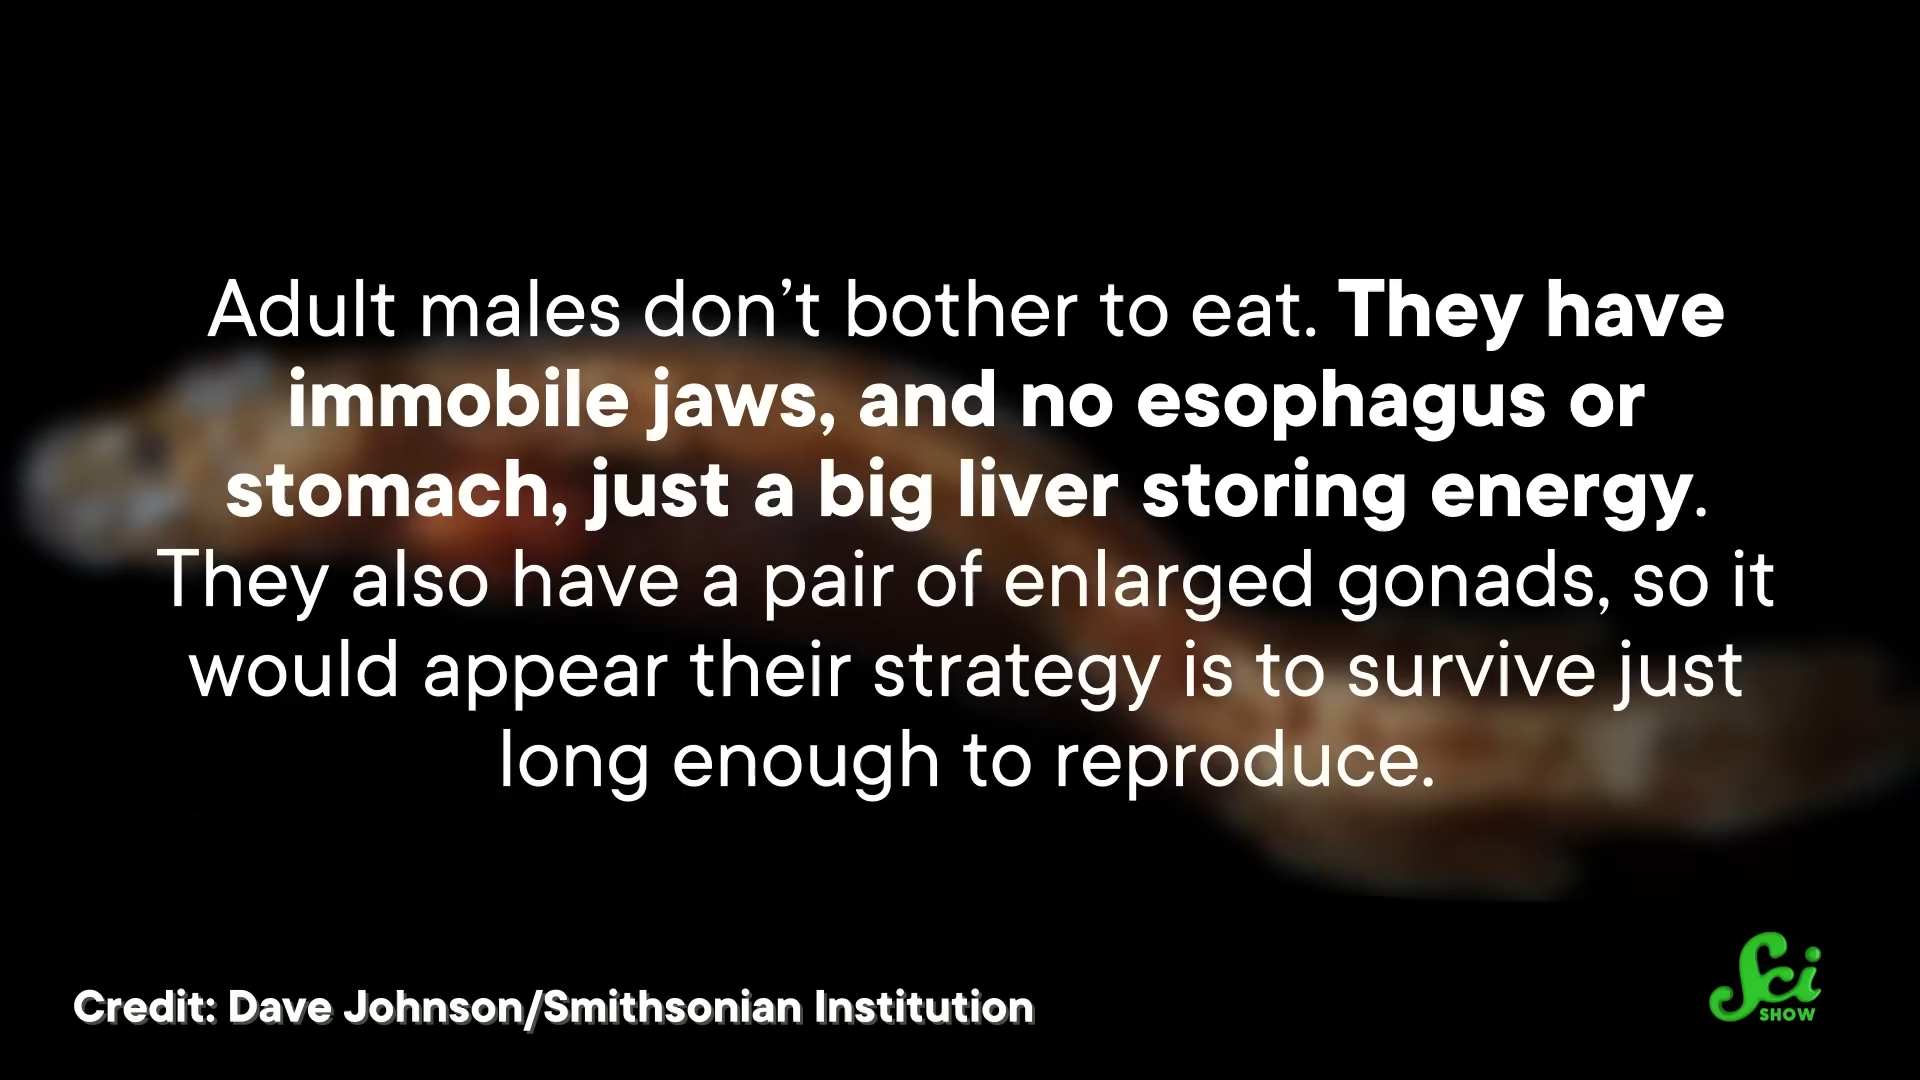 Adult males don’t bother to eat. They have
immobile jaws, and no esophagus or
stomach, just a big liver storing energy.
They also have a pair of enlarged gonads, so it
would appear their strategy is to survive just
long enough to reproduce.
Credit: Dave Johnson/Smithsonian Institution
Sci
SHOW